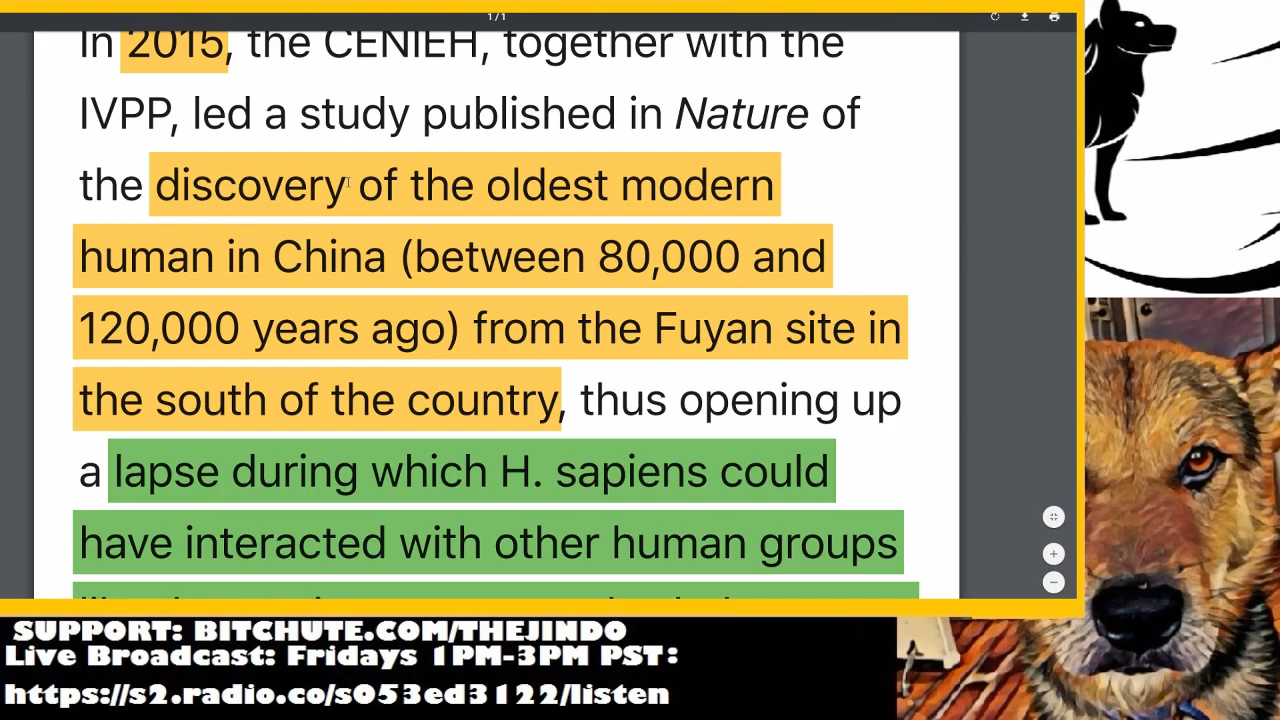 1/1
In 2015, the CENIEH, together with the
IVPP, led a study published in Nature of
the discovery of the oldest modern
human in China (between 80,000 and
120,000 years ago) from the Fuyan site in
the south of the country, thus opening up
a lapse during which H. sapiens could
have interacted with other human groups
SUPPORT: BITCHUTE.COM/THEJINDO
Live Broadcast: Fridays 1PM-3PM PST:
https://s2.radio.co/s053ed3122/listen